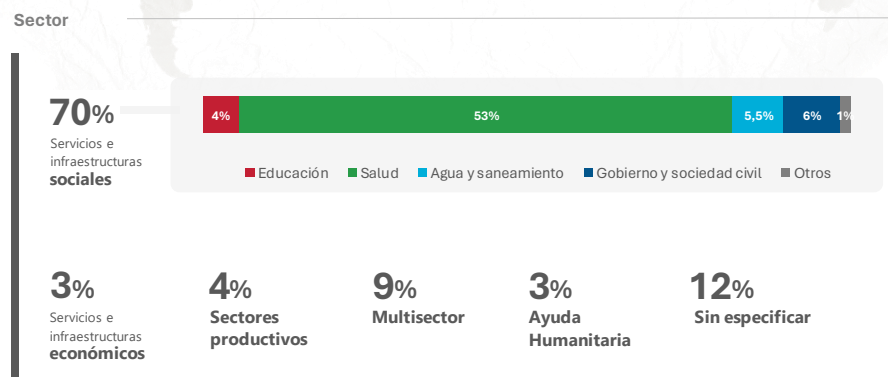 Sector
70%
Servicios e
infraestructuras
sociales
4% 53% 5,5% 6% 1%
Educación Salud Agua y saneamiento Gobierno y sociedad civil Otros
3%
Servicios e
infraestructuras
económicos
4%
Sectores
productivos
9%
Multisector
3%
Ayuda
Humanitaria
12%
Sin especificar